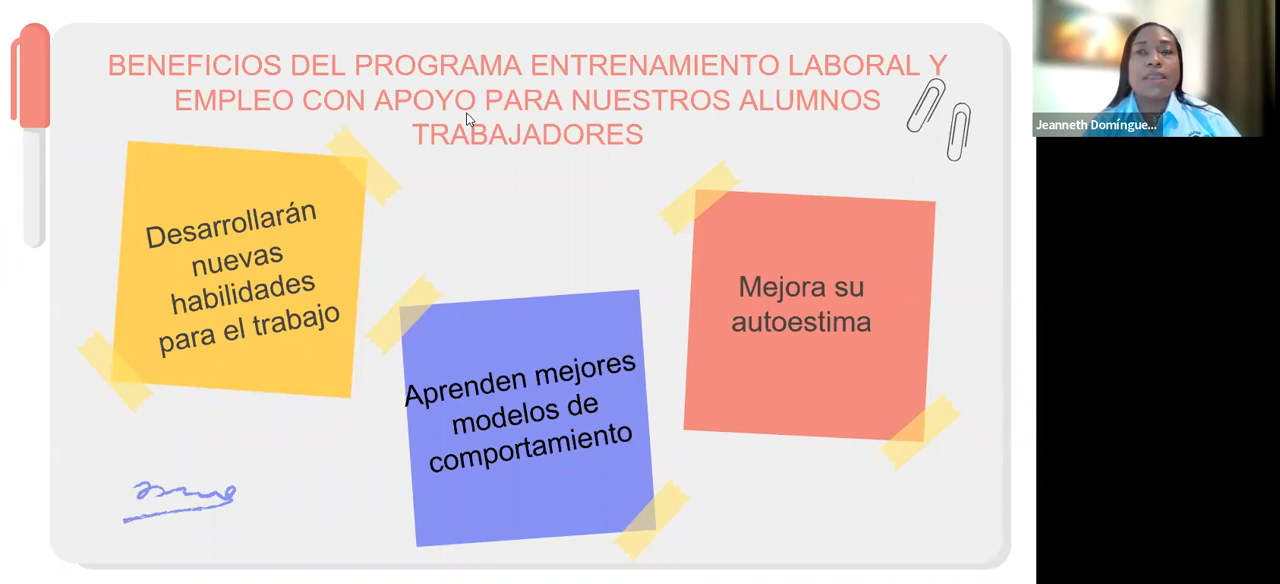 BENEFICIOS DEL PROGRAMA ENTRENAMIENTO LABORAL Y
EMPLEO CON APOYO PARA NUESTROS ALUMNOS
TRABAJADORES
Desarrollarán
nuevas
habilidades
para el trabajo
Aprenden mejores
modelos de
comportamiento
Mejora su
autoestima
Jeanneth Domíngue...